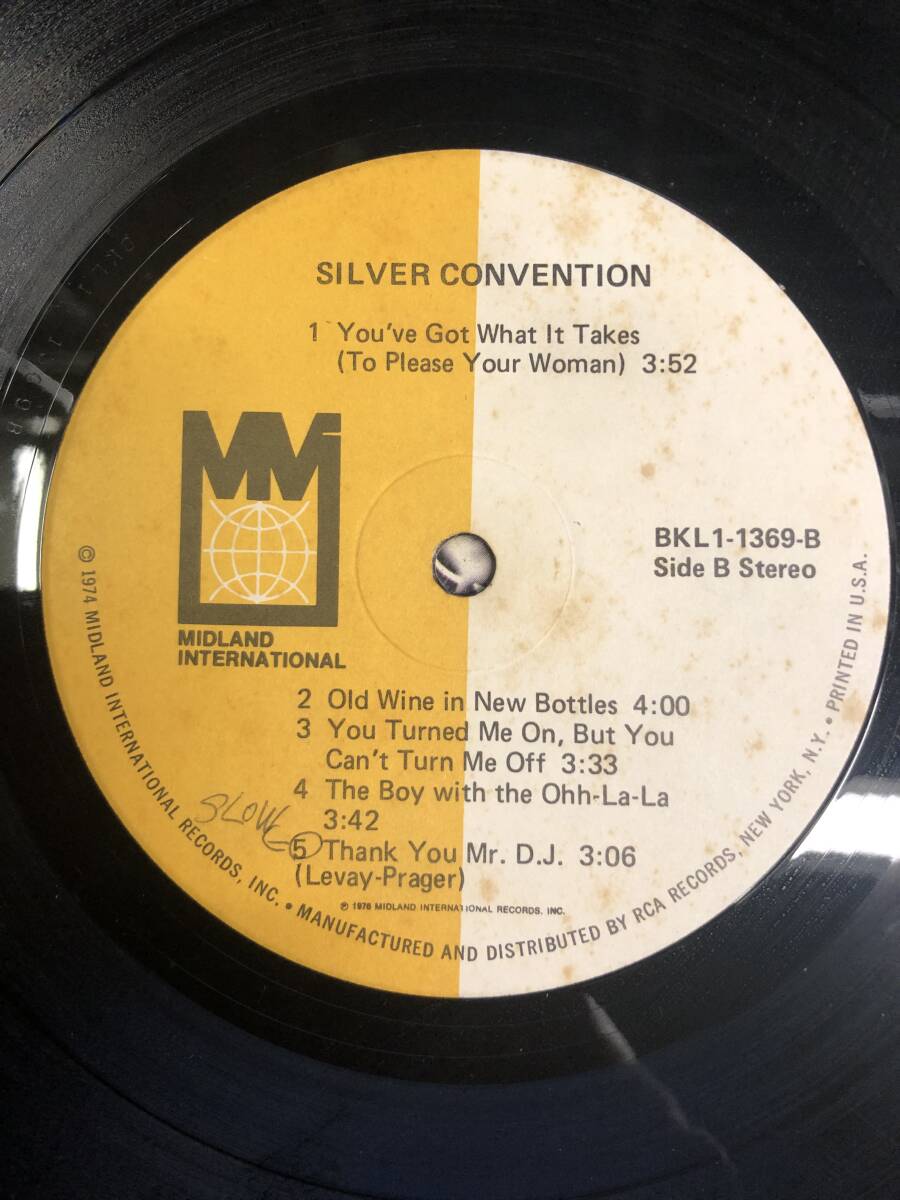 SILVER CONVENTION
1 You've Got What It Takes
(To Please Your Woman) 3:52
MIDLAND
INTERNATIONAL
BKL1-1369-B
Side B Stereo
2 Old Wine in New Bottles 4:00
3 You Turned Me On, But You
Can't Turn Me Off 3:33
4 The Boy with the Ohh-La-La
3:42
SLOW
5 Thank You Mr. D.J. 3:06
(Levay-Prager)
℗ 1976 MIDLAND INTERNATIONAL RECORDS, INC.
© 1974 MIDLAND INTERNATIONAL RECORDS, INC. • MANUFACTURED AND DISTRIBUTED BY RCA RECORDS, NEW YORK, N.Y. • PRINTED IN U.S.A.